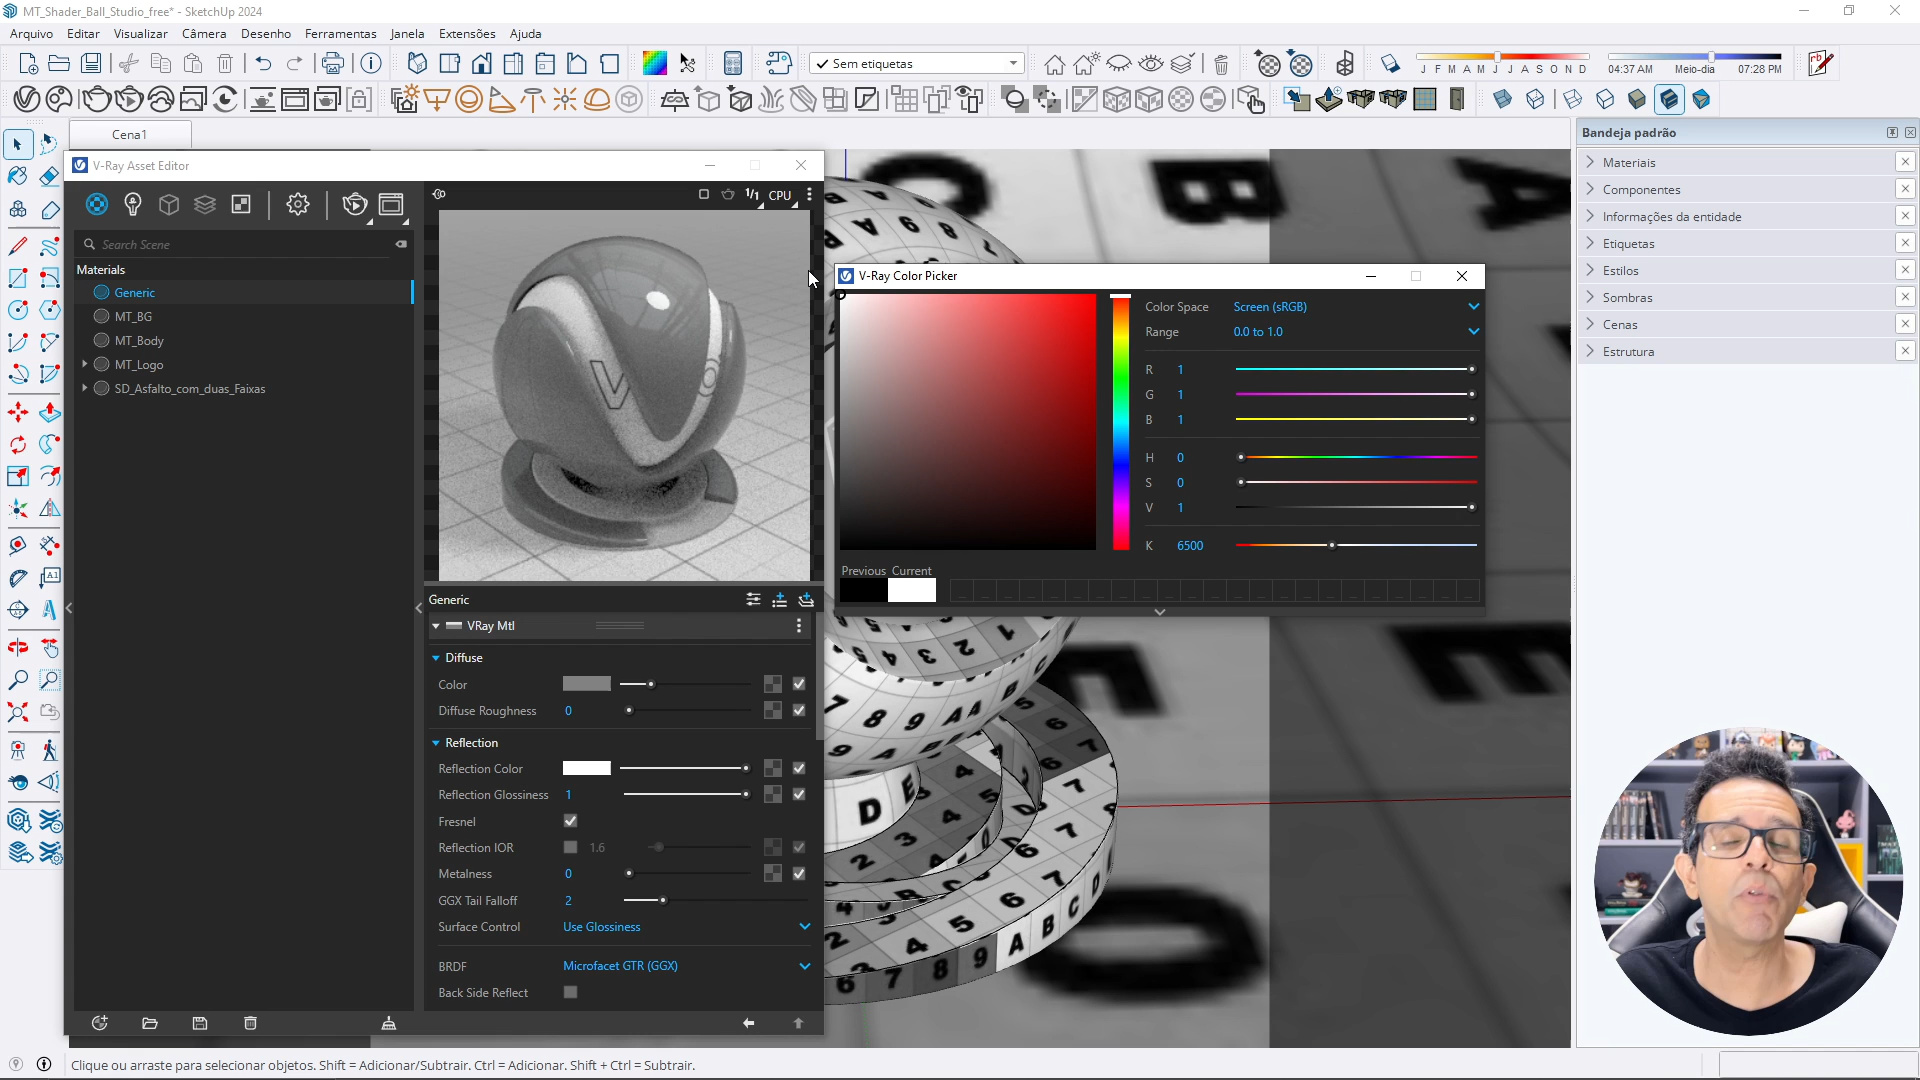 MT_Shader_Ball_Studio_free* - SketchUp 2024
Arquivo Editar Visualizar Câmera Desenho Ferramentas Janela Extensões Ajuda
Sem etiquetas
J F M A M J J A S O N D
04:37 AM Meio-dia 07:28 PM
Cena1
Bandeja padrão
Materiais
Componentes
Informações da entidade
Etiquetas
Estilos
Sombras
Cenas
Estrutura
V-Ray Asset Editor
1/1 CPU
Search Scene
Materials
Generic
MT_BG
MT_Body
MT_Logo
SD_Asfalto_com_duas_Faixas
Generic
VRay Mtl
Diffuse
Color
Diffuse Roughness 0
Reflection
Reflection Color
Reflection Glossiness 1
Fresnel
Reflection IOR 1.6
Metalness 0
GGX Tail Falloff 2
Surface Control Use Glossiness
BRDF Microfacet GTR (GGX)
Back Side Reflect
V-Ray Color Picker
Color Space Screen (sRGB)
Range 0.0 to 1.0
R 1
G 1
B 1
H 0
S 0
V 1
K 6500
Previous Current
Clique ou arraste para selecionar objetos. Shift = Adicionar/Subtrair. Ctrl = Adicionar. Shift + Ctrl = Subtrair.